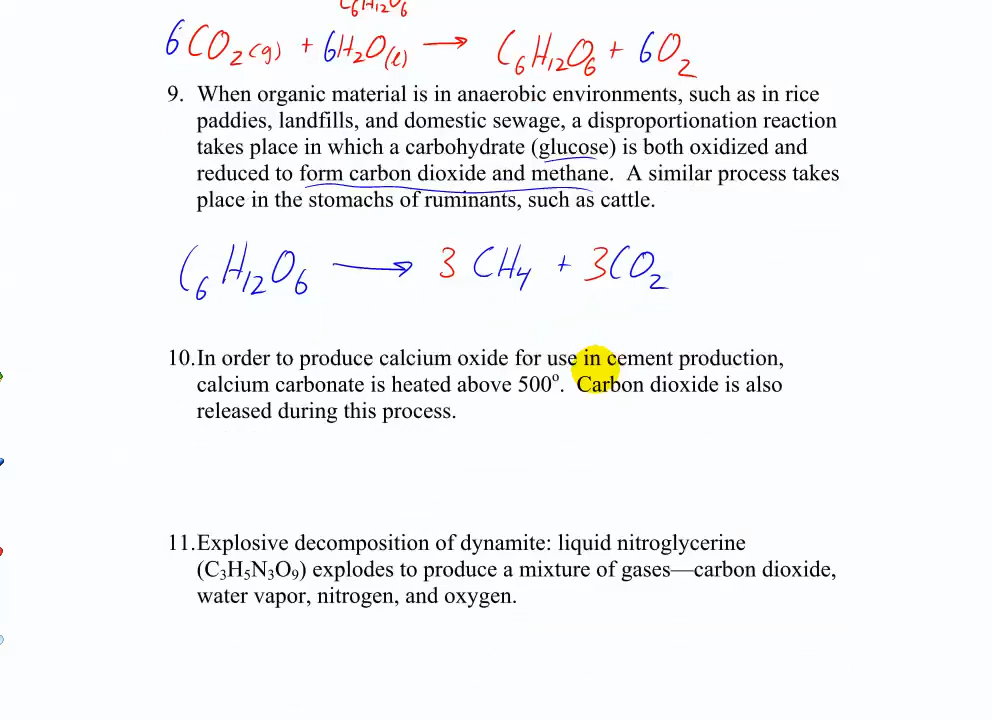 C6H12O6
6CO2(g) + 6H2O(l) → C6H12O6 + 6O2
9. When organic material is in anaerobic environments, such as in rice
paddies, landfills, and domestic sewage, a disproportionation reaction
takes place in which a carbohydrate (glucose) is both oxidized and
reduced to form carbon dioxide and methane. A similar process takes
place in the stomachs of ruminants, such as cattle.
C6H12O6 → 3 CH4 + 3CO2
10.In order to produce calcium oxide for use in cement production,
calcium carbonate is heated above 500º. Carbon dioxide is also
released during this process.
11.Explosive decomposition of dynamite: liquid nitroglycerine
(C3H5N3O9) explodes to produce a mixture of gases—carbon dioxide,
water vapor, nitrogen, and oxygen.